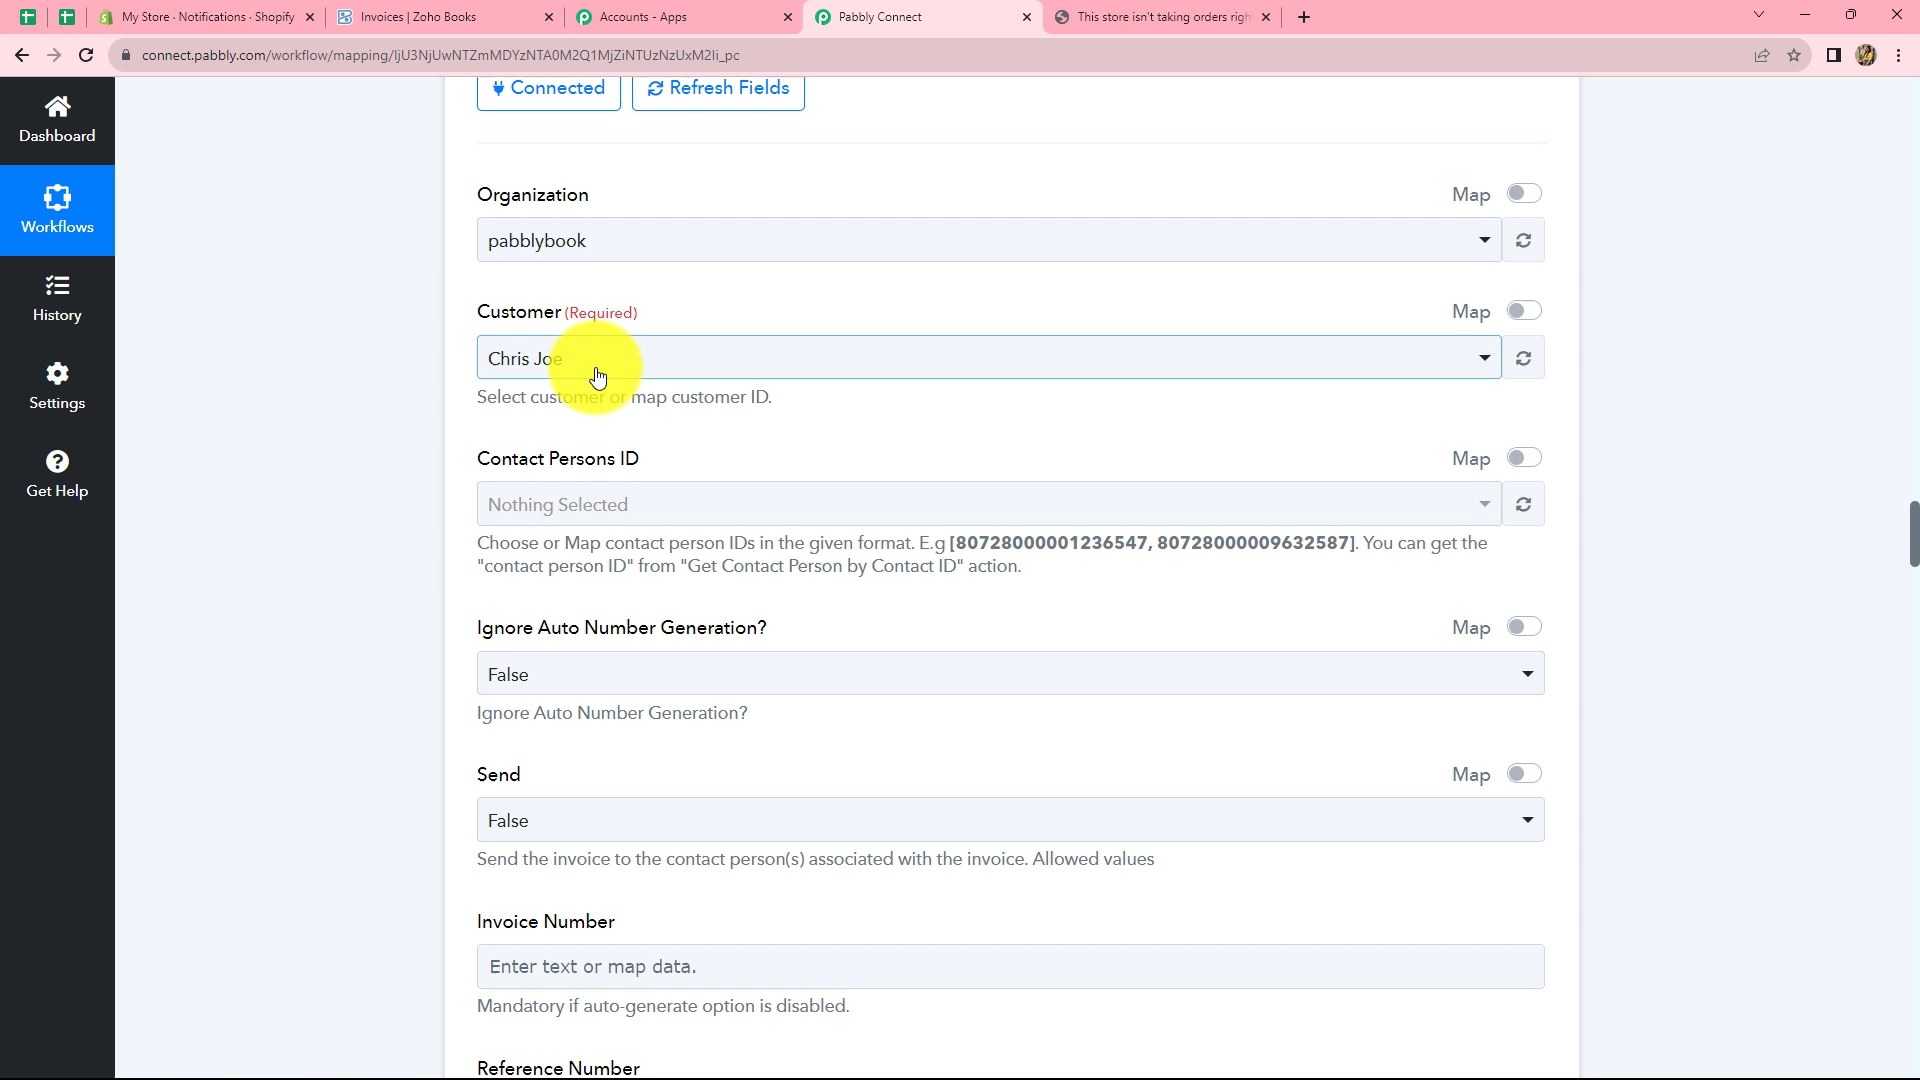 My Store · Notifications · Shopify
Invoices | Zoho Books
Accounts - Apps
Pabbly Connect
This store isn't taking orders righ
connect.pabbly.com/workflow/mapping/IjU3NjUwNTZmMDYzNTA0M2Q1MjZiNTUzNzUxM2Ii_pc
Dashboard
Workflows
History
Settings
Get Help
Connected
Refresh Fields
Organization
Map
pabblybook
Customer (Required)
Map
Chris Joe
Select customer or map customer ID.
Contact Persons ID
Map
Nothing Selected
Choose or Map contact person IDs in the given format. E.g [80728000001236547, 80728000009632587]. You can get the
"contact person ID" from "Get Contact Person by Contact ID" action.
Ignore Auto Number Generation?
Map
False
Ignore Auto Number Generation?
Send
Map
False
Send the invoice to the contact person(s) associated with the invoice. Allowed values
Invoice Number
Enter text or map data.
Mandatory if auto-generate option is disabled.
Reference Number